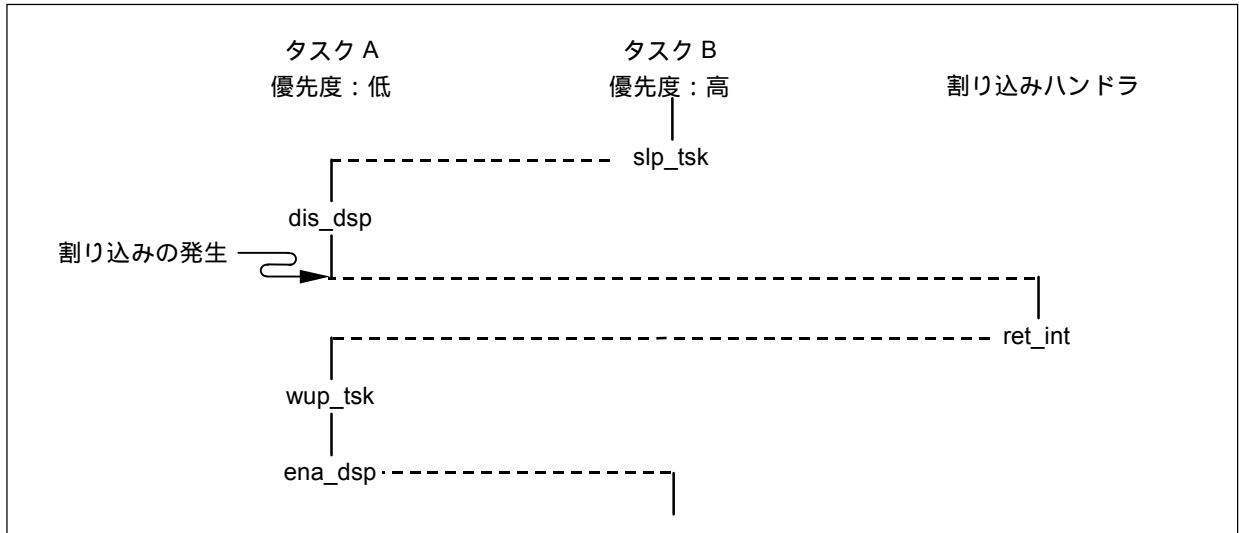 タスク A
優先度：低
タスク B
優先度：高
割り込みハンドラ
slp_tsk
dis_dsp
割り込みの発生
ret_int
wup_tsk
ena_dsp